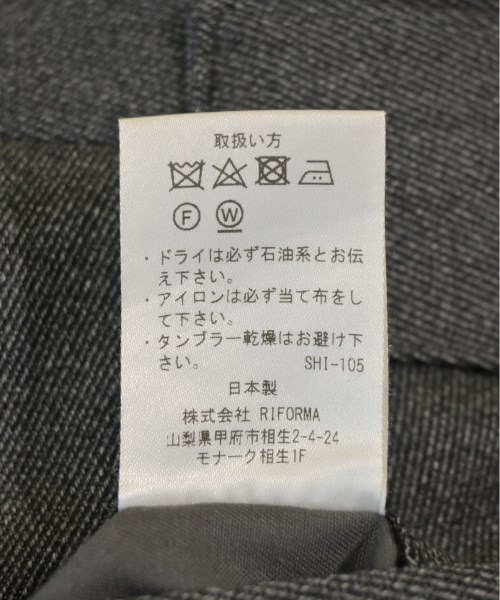 取扱い方
F W
・ドライは必ず石油系とお伝
え下さい。
・アイロンは必ず当て布をし
て下さい。
・タンブラー乾燥はお避け下
さい。 SHI-105
日本製
株式会社 RIFORMA
山梨県甲府市相生2-4-24
モナーク相生1F